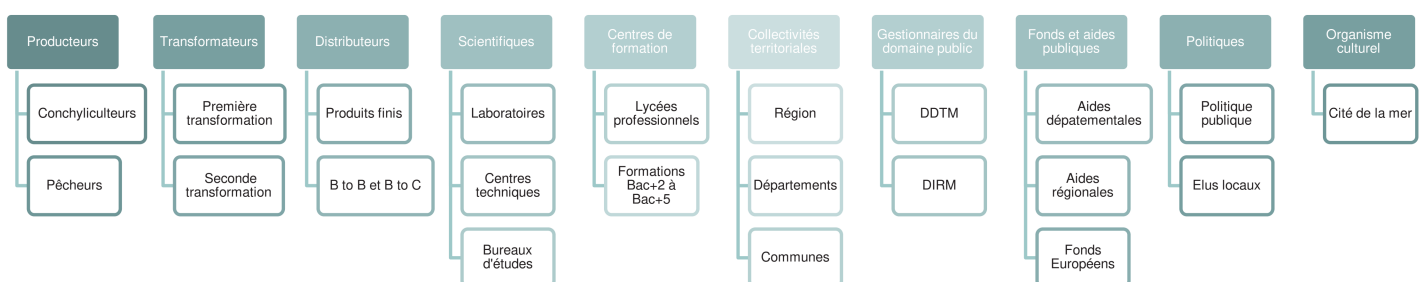 Producteurs
Conchyliculteurs
Pêcheurs
Transformateurs
Première
transformation
Seconde
transformation
Distributeurs
Produits finis
B to B et B to C
Scientifiques
Laboratoires
Centres
techniques
Bureaux
d'études
Centres de
formation
Lycées
professionnels
Formations
Bac+2 à
Bac+5
Collectivités
territoriales
Région
Départements
Communes
Gestionnaires du
domaine public
DDTM
DIRM
Fonds et aides
publiques
Aides
dépatementales
Aides
régionales
Fonds
Européens
Politiques
Politique
publique
Elus locaux
Organisme
culturel
Cité de la mer